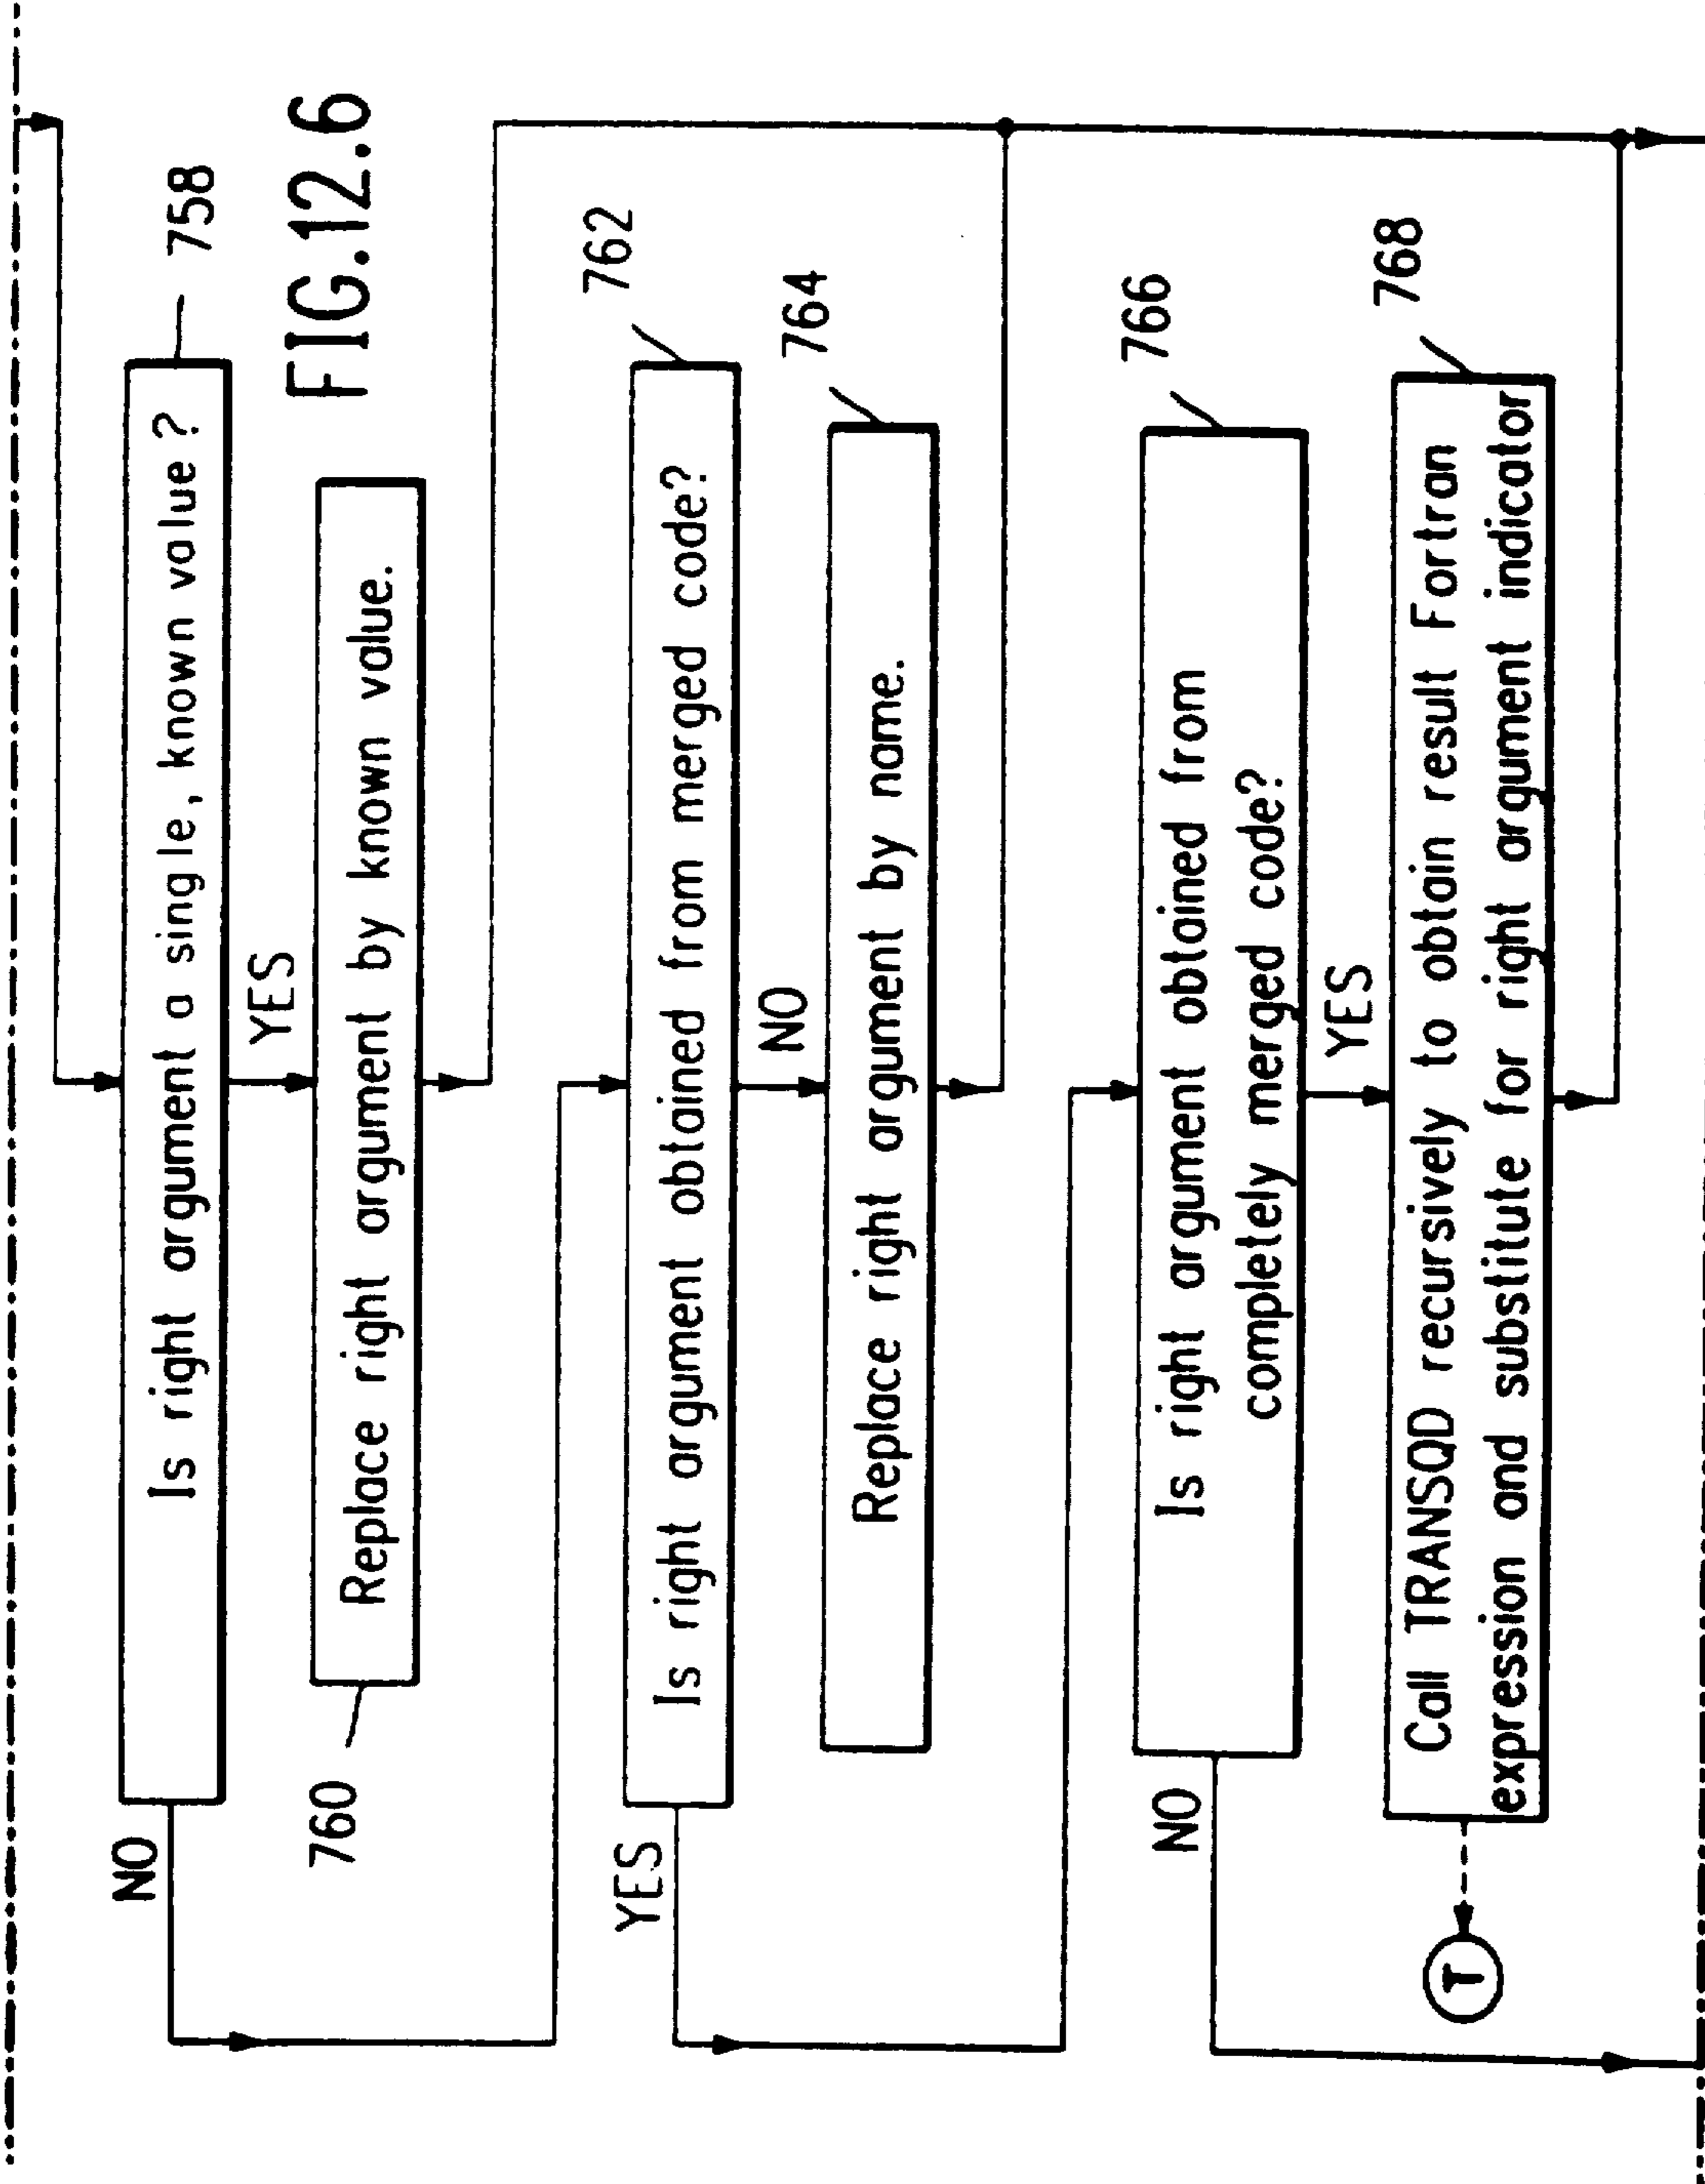 758
Is right argument a single, known value ?
NO
YES
FIG.12.6
760
Replace right argument by known value.
762
Is right argument obtained from merged code?
YES
NO
764
Replace right argument by name.
766
Is right argument obtained from
completely merged code?
NO
YES
768
Call TRANSQD recursively to obtain result Fortran
expression and substitute for right argument indicator
T